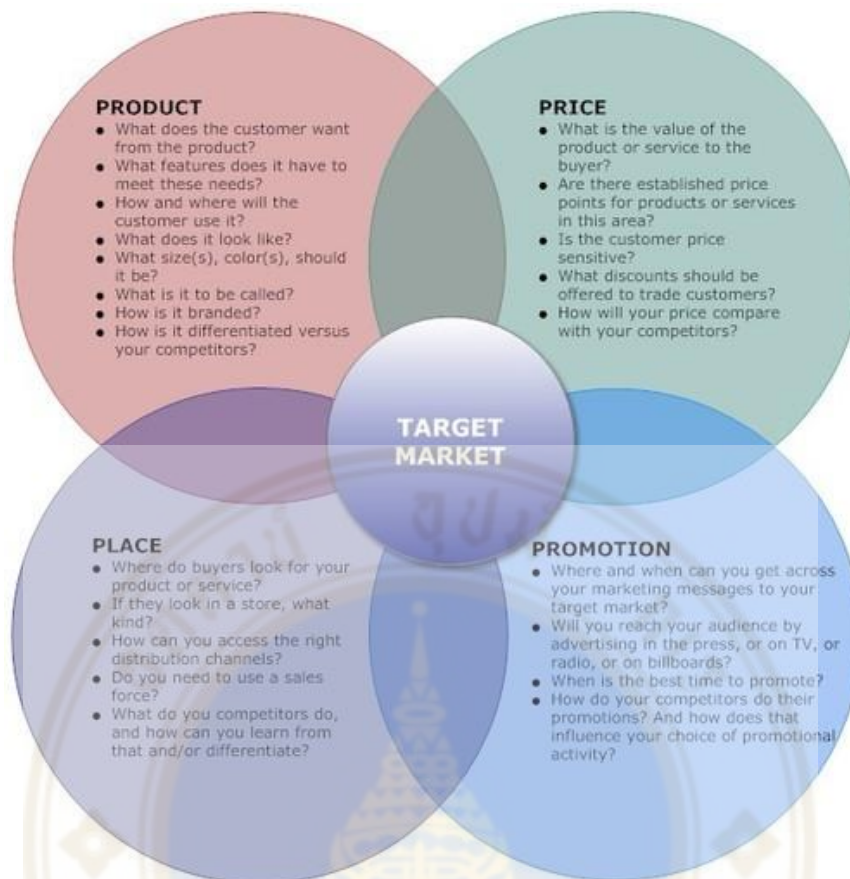 PRODUCT
● What does the customer want
from the product?
● What features does it have to
meet these needs?
● How and where will the
customer use it?
● What does it look like?
● What size(s), color(s), should
it be?
● What is it to be called?
● How is it branded?
● How is it differentiated versus
your competitors?
PRICE
● What is the value of the
product or service to the
buyer?
● Are there established price
points for products or services
in this area?
● Is the customer price
sensitive?
● What discounts should be
offered to trade customers?
● How will your price compare
with your competitors?
TARGET
MARKET
PLACE
● Where do buyers look for your
product or service?
● If they look in a store, what
kind?
● How can you access the right
distribution channels?
● Do you need to use a sales
force?
● What do you competitors do,
and how can you learn from
that and/or differentiate?
PROMOTION
● Where and when can you get across
your marketing messages to your
target market?
● Will you reach your audience by
advertising in the press, or on TV, or
radio, or on billboards?
● When is the best time to promote?
● How do your competitors do their
promotions? And how does that
influence your choice of promotional
activity?